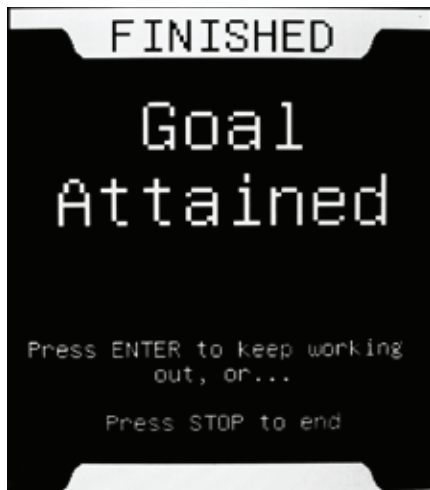 FINISHED
Goal
Attained
Press ENTER to keep working
out, or...
Press STOP to end